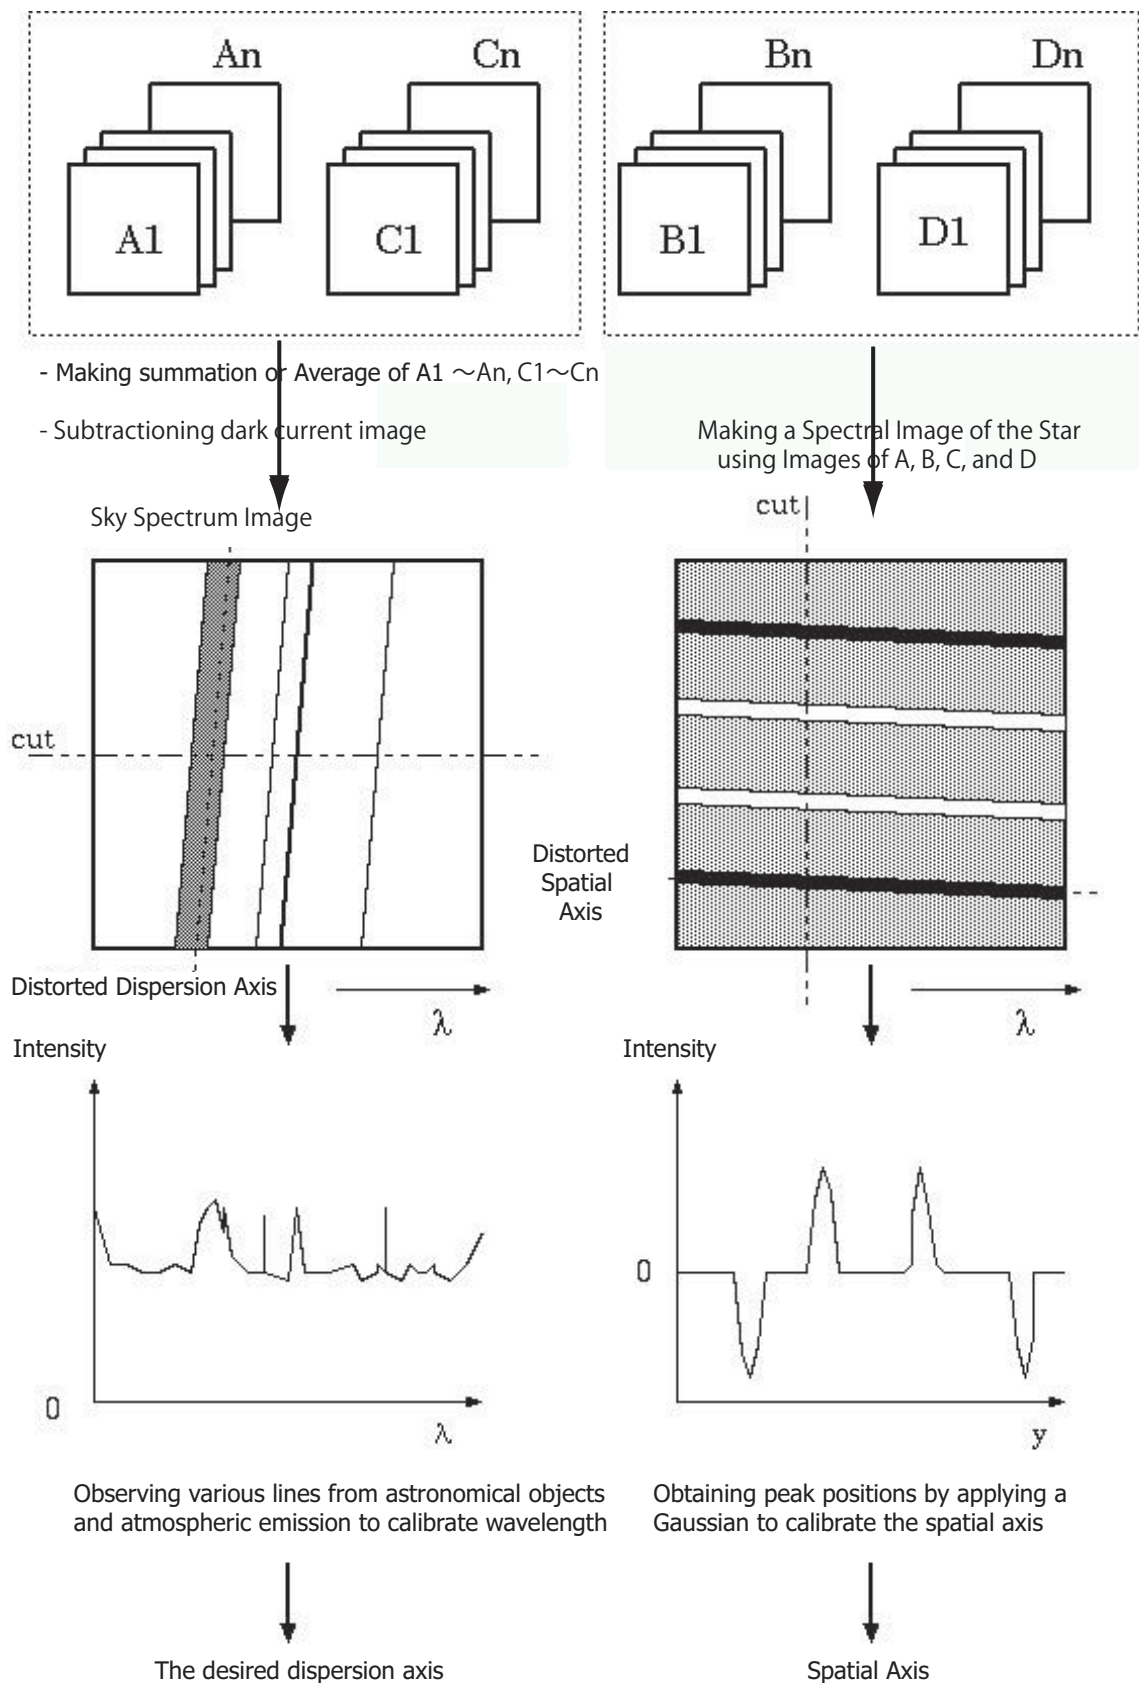 An
Cn
Bn
Dn
A1
C1
B1
D1
- Making summation or Average of A1 ～An, C1～Cn
- Subtractioning dark current image
Making a Spectral Image of the Star
using Images of A, B, C, and D
Sky Spectrum Image
cut
cut
Distorted
Spatial
Axis
Distorted Dispersion Axis
λ
λ
Intensity
Intensity
0
0
λ
y
Observing various lines from astronomical objects
and atmospheric emission to calibrate wavelength
Obtaining peak positions by applying a
Gaussian to calibrate the spatial axis
The desired dispersion axis
Spatial Axis